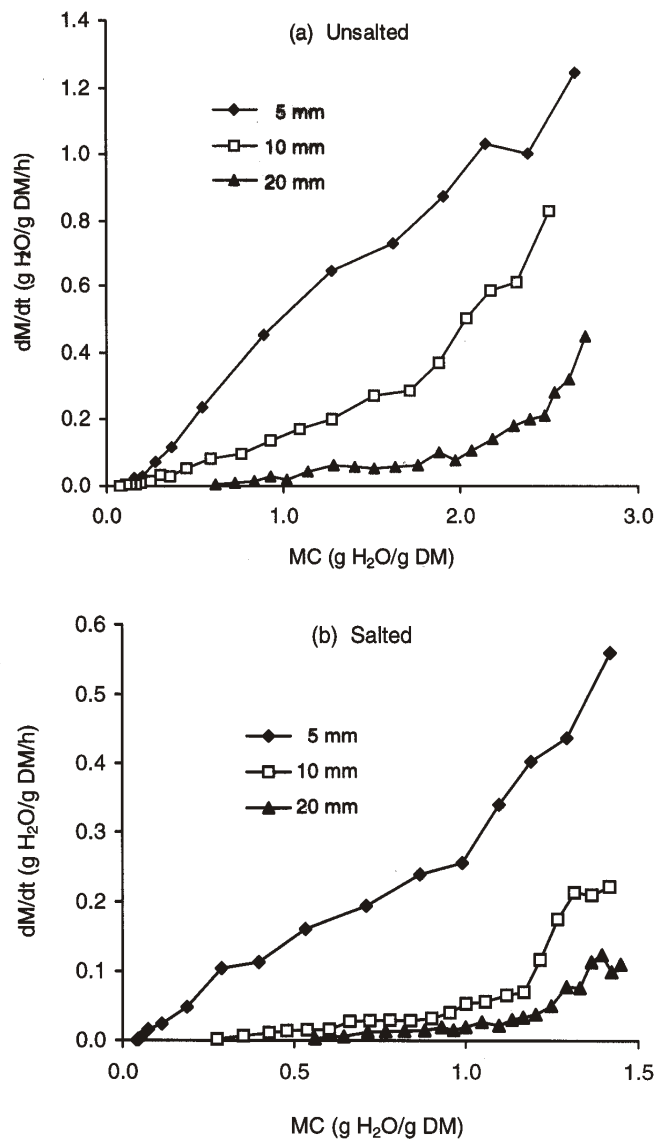 (a) Unsalted
1.4
1.2
1.0
0.8
0.6
0.4
0.2
0.0
dM/dt (g H2O/g DM/h)
5 mm
10 mm
20 mm
0.0 1.0 2.0 3.0
MC (g H₂O/g DM)
(b) Salted
0.6
0.5
0.4
0.3
0.2
0.1
0.0
dM/dt (g H₂O/g DM/h)
5 mm
10 mm
20 mm
0.0 0.5 1.0 1.5
MC (g H₂O/g DM)